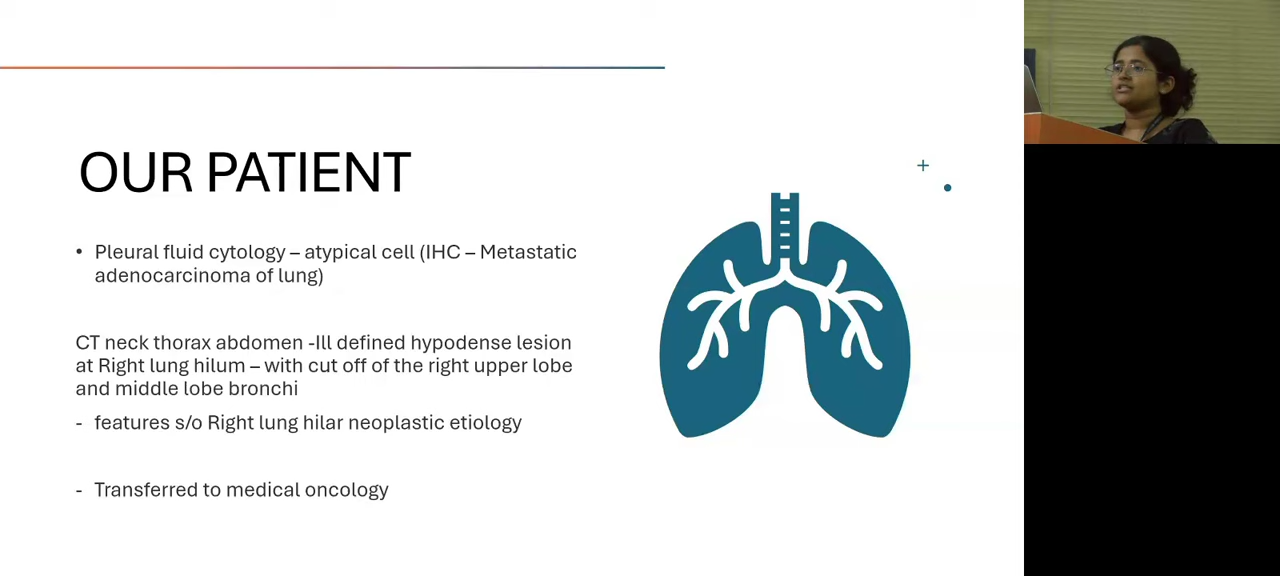 OUR PATIENT
• Pleural fluid cytology – atypical cell (IHC – Metastatic
adenocarcinoma of lung)
CT neck thorax abdomen -Ill defined hypodense lesion
at Right lung hilum – with cut off of the right upper lobe
and middle lobe bronchi
- features s/o Right lung hilar neoplastic etiology
- Transferred to medical oncology